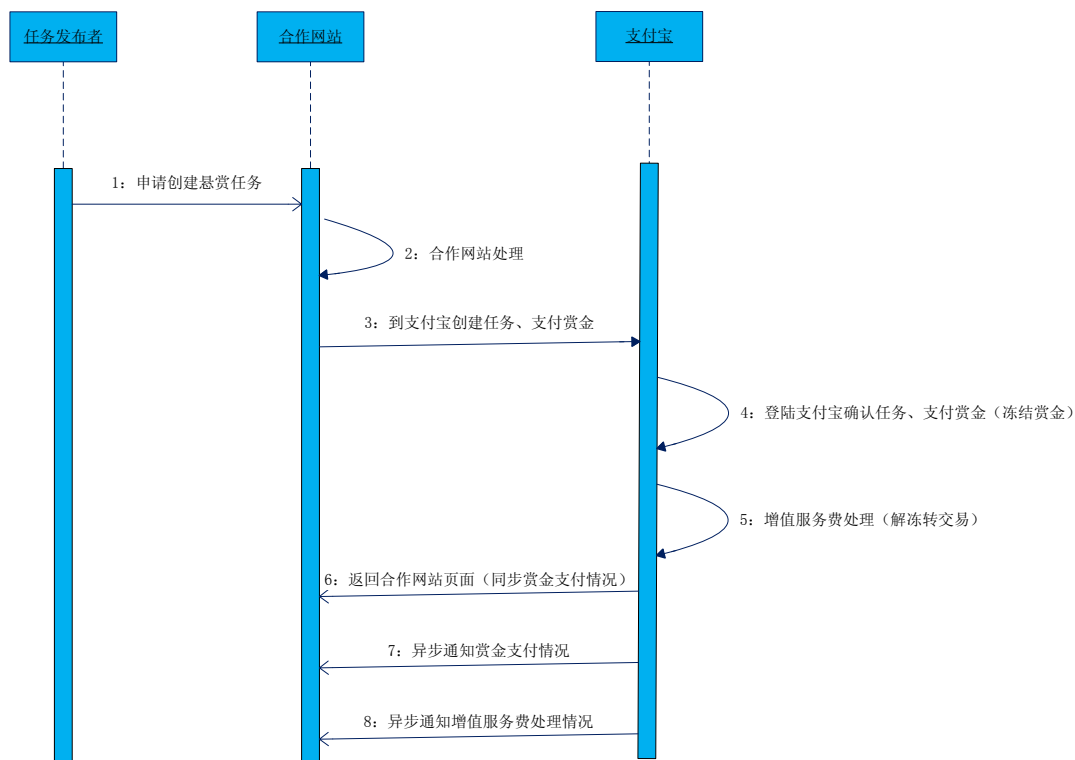 任务发布者
合作网站
支付宝
1：申请创建悬赏任务
2：合作网站处理
3：到支付宝创建任务、支付赏金
4：登陆支付宝确认任务、支付赏金（冻结赏金）
5：增值服务费处理（解冻转交易）
6：返回合作网站页面（同步赏金支付情况）
7：异步通知赏金支付情况
8：异步通知增值服务费处理情况